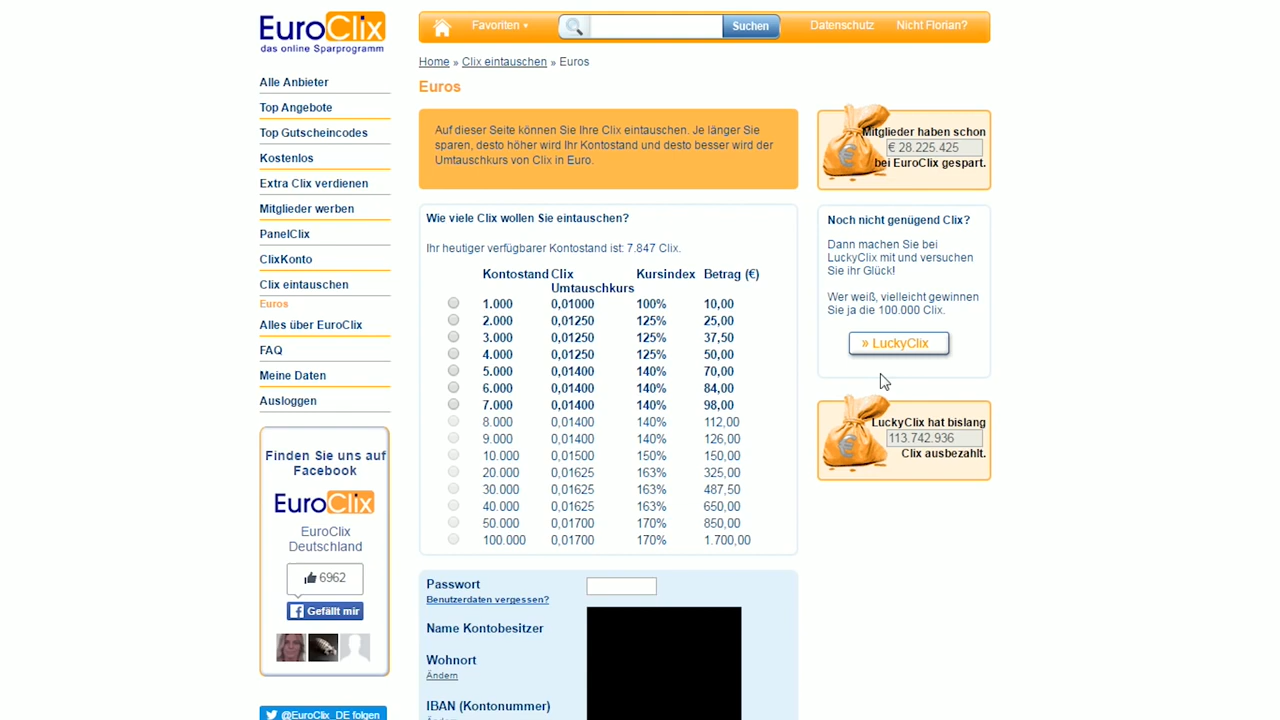 EuroClix
das online Sparprogramm
Favoriten ▾
Suchen
Datenschutz
Nicht Florian?
Home » Clix eintauschen » Euros
Euros
Alle Anbieter
Top Angebote
Top Gutscheincodes
Kostenlos
Extra Clix verdienen
Mitglieder werben
PanelClix
ClixKonto
Clix eintauschen
Euros
Alles über EuroClix
FAQ
Meine Daten
Ausloggen
Finden Sie uns auf
Facebook
EuroClix
EuroClix
Deutschland
6962
Gefällt mir
@EuroClix_DE folgen
Auf dieser Seite können Sie Ihre Clix eintauschen. Je länger Sie
sparen, desto höher wird Ihr Kontostand und desto besser wird der
Umtauschkurs von Clix in Euro.
Wie viele Clix wollen Sie eintauschen?
Ihr heutiger verfügbarer Kontostand ist: 7.847 Clix.
Kontostand Clix Kursindex Betrag (€)
Umtauschkurs
1.000 0,01000 100% 10,00
2.000 0,01250 125% 25,00
3.000 0,01250 125% 37,50
4.000 0,01250 125% 50,00
5.000 0,01400 140% 70,00
6.000 0,01400 140% 84,00
7.000 0,01400 140% 98,00
8.000 0,01400 140% 112,00
9.000 0,01400 140% 126,00
10.000 0,01500 150% 150,00
20.000 0,01625 163% 325,00
30.000 0,01625 163% 487,50
40.000 0,01625 163% 650,00
50.000 0,01700 170% 850,00
100.000 0,01700 170% 1.700,00
Passwort
Benutzerdaten vergessen?
Name Kontobesitzer
Wohnort
Ändern
IBAN (Kontonummer)
Mitglieder haben schon
€ 28.225.425
bei EuroClix gespart.
Noch nicht genügend Clix?
Dann machen Sie bei
LuckyClix mit und versuchen
Sie ihr Glück!
Wer weiß, vielleicht gewinnen
Sie ja die 100.000 Clix.
» LuckyClix
LuckyClix hat bislang
113.742.936
Clix ausbezahlt.